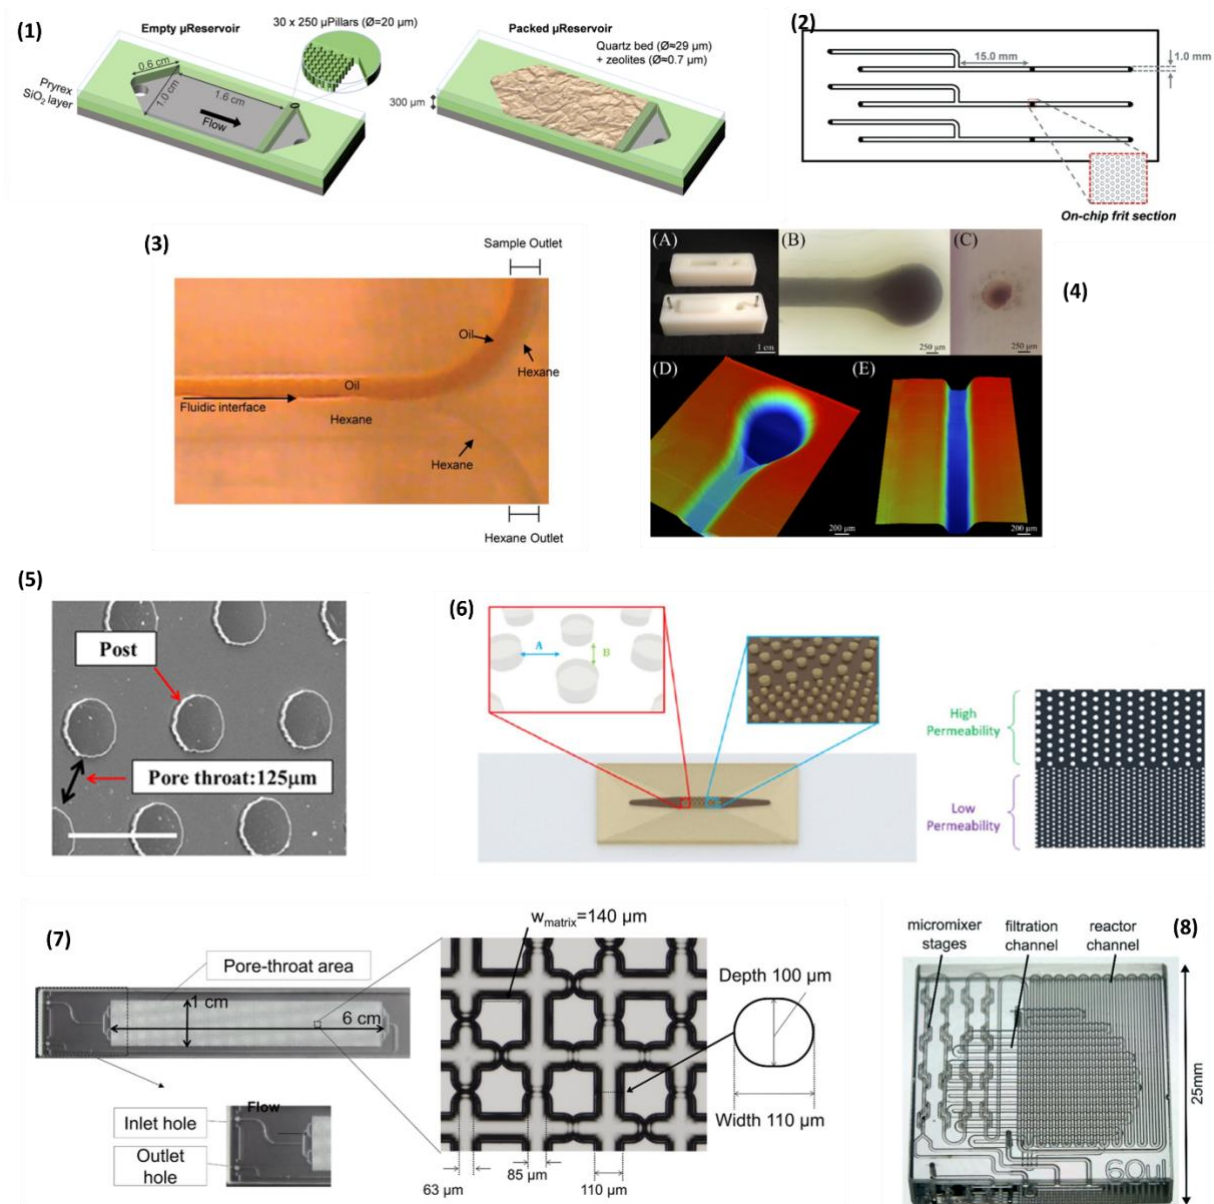 (1)
Empty µReservoir
30 x 250 µPillars (Ø=20 µm)
Packed µReservoir
Quartz bed (Ø≈29 µm)
+ zeolites (Ø≈0.7 µm)
Pryrex
SiO₂ layer
0.6 cm
1.0 cm
1.6 cm
Flow
300 µm
(2)
15.0 mm
1.0 mm
On-chip frit section
(3)
Sample Outlet
Oil
Hexane
Oil
Fluidic interface
Hexane
Hexane
Hexane Outlet
(4)
(A)
1 cm
(B)
250 µm
(C)
250 µm
(D)
200 µm
(E)
200 µm
(5)
Post
Pore throat:125µm
(6)
A
B
High
Permeability
Low
Permeability
(7)
Pore-throat area
1 cm
6 cm
Flow
Inlet hole
Outlet
hole
wmatrix=140 µm
Depth 100 µm
Width 110 µm
63 µm
85 µm
110 µm
(8)
micromixer
stages
filtration
channel
reactor
channel
25mm
60µl